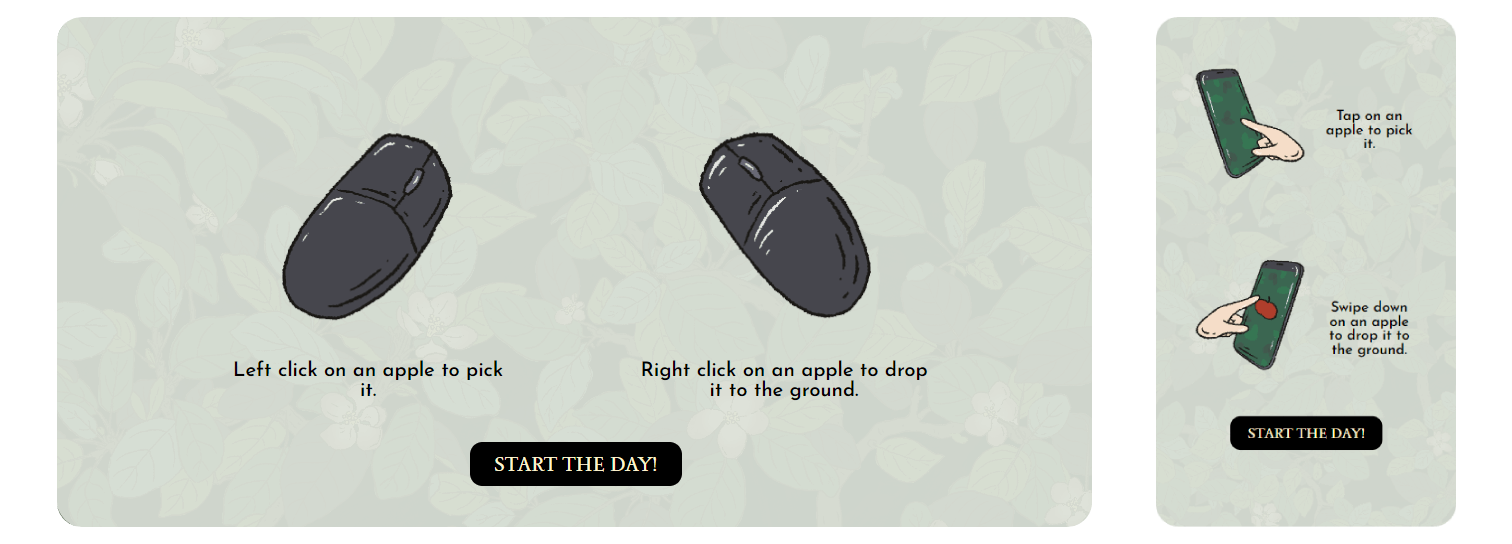 Left click on an apple to pick
it.
Right click on an apple to drop
it to the ground.
START THE DAY!
Tap on an
apple to pick
it.
Swipe down
on an apple
to drop it to
the ground.
START THE DAY!